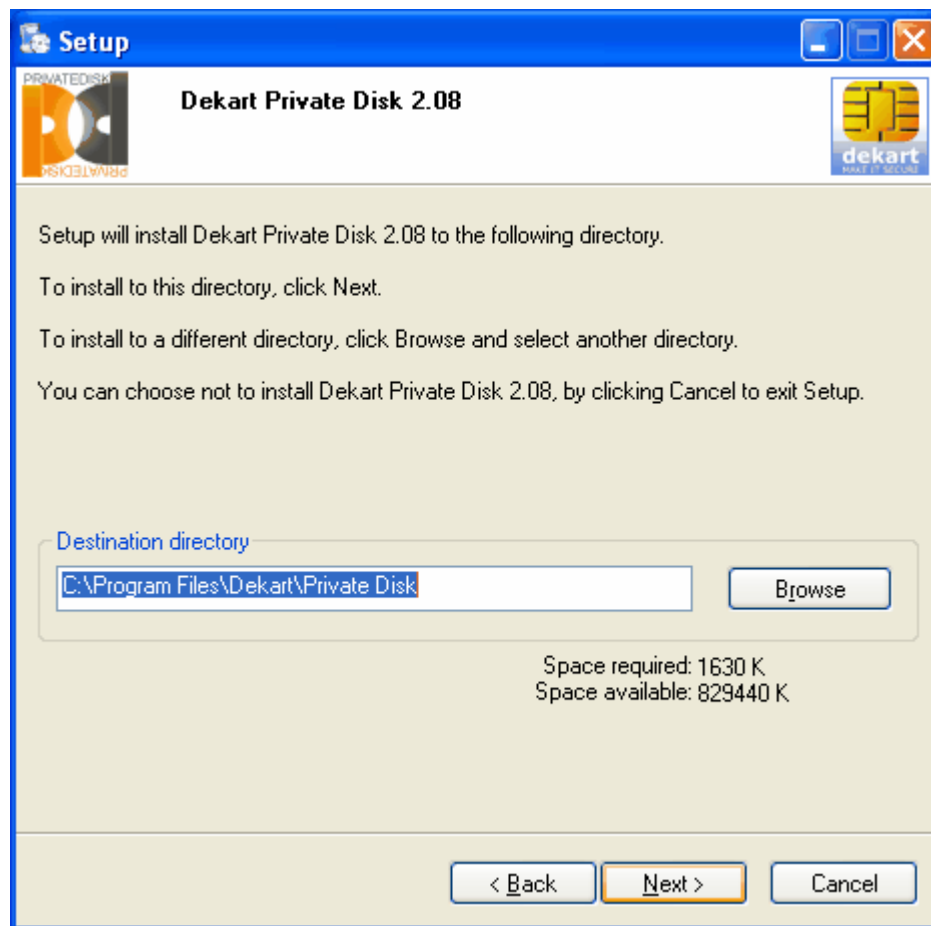 Setup
PRIVATEDISK
PRIVATEDISK
Dekart Private Disk 2.08
dekart
MAKE IT SECURE
Setup will install Dekart Private Disk 2.08 to the following directory.
To install to this directory, click Next.
To install to a different directory, click Browse and select another directory.
You can choose not to install Dekart Private Disk 2.08, by clicking Cancel to exit Setup.
Destination directory
C:\Program Files\Dekart\Private Disk
Browse
Space required: 1630 K
Space available: 829440 K
< Back
Next >
Cancel